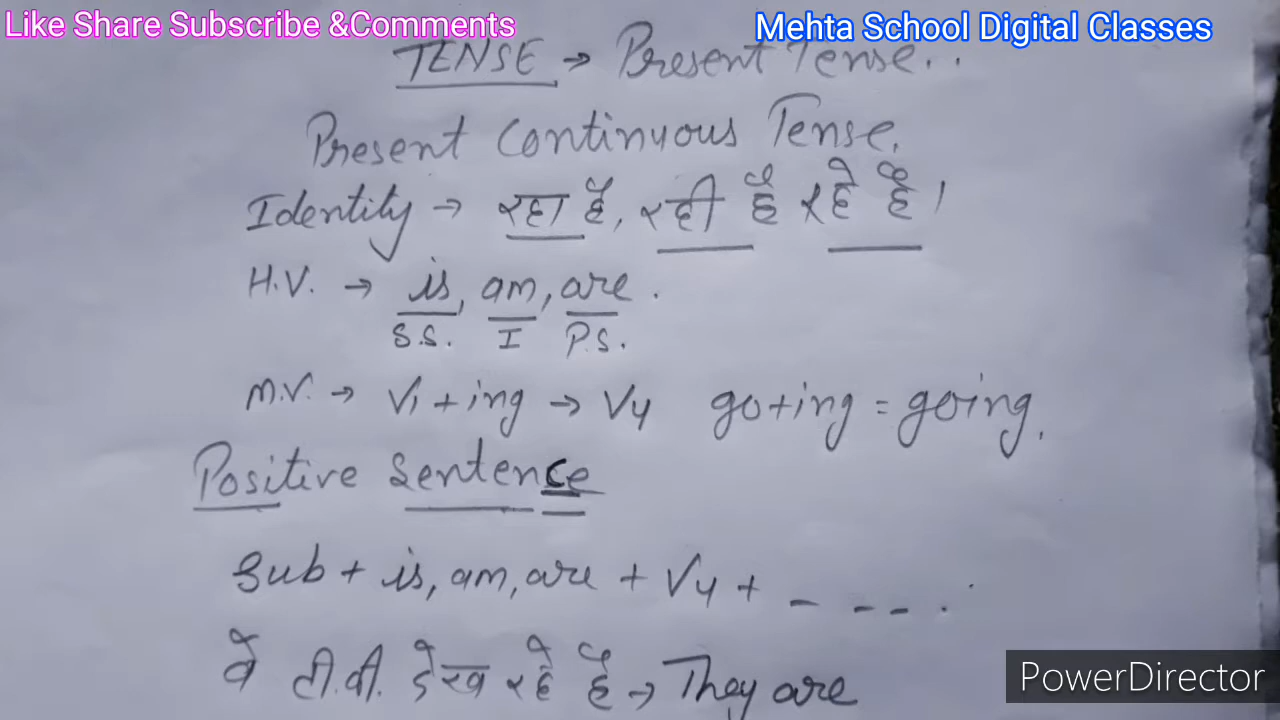 Like Share Subscribe &Comments
Mehta School Digital Classes
TENSE → Present Tense..
Present Continuous Tense.
Identity → रहा है, रही है रहे है।
H.V. → is, am, are.
S.S. I P.S.
M.V. → V1 + ing → V4 go+ing = going.
Positive Sentence
Sub + is, am, are + V4 + - - - .
वे टी.वी. देख रहे है → They are
PowerDirector